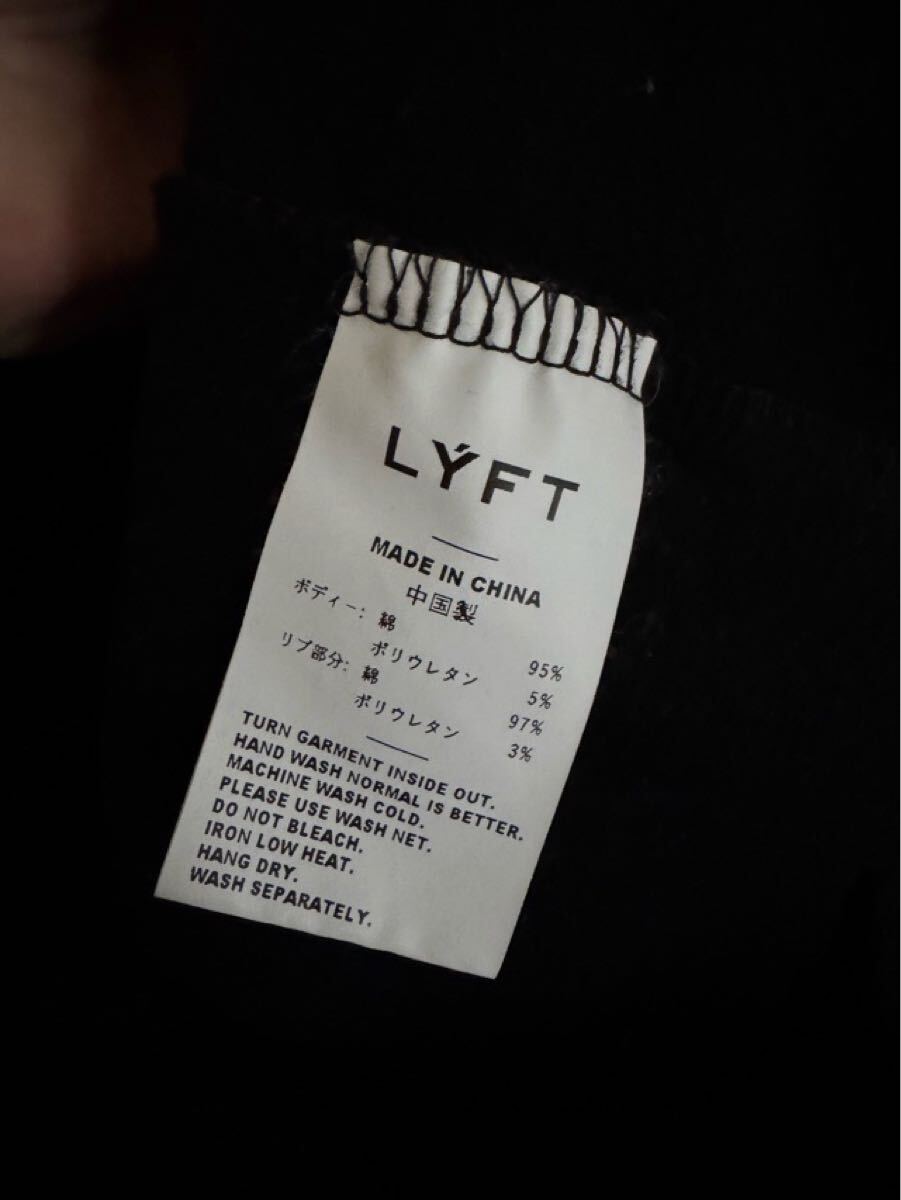 LÝFT
MADE IN CHINA
中国製
ボディー: 綿 95%
ポリウレタン 5%
リブ部分: 綿 97%
ポリウレタン 3%
TURN GARMENT INSIDE OUT.
HAND WASH NORMAL IS BETTER.
MACHINE WASH COLD.
PLEASE USE WASH NET.
DO NOT BLEACH.
IRON LOW HEAT.
HANG DRY.
WASH SEPARATELY.